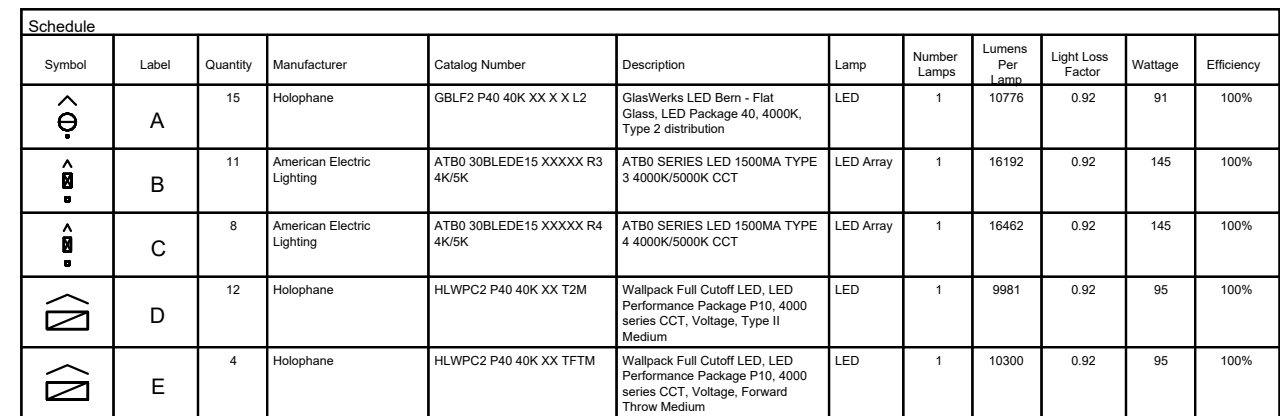 Schedule
Symbol Label Quantity Manufacturer Catalog Number Description Lamp Number Lamps Lumens Per Lamp Light Loss Factor Wattage Efficiency
A 15 Holophane GBLF2 P40 40K XX X X L2 GlasWerks LED Bern - Flat LED 1 10776 0.92 91 100%
Glass, LED Package 40, 4000K,
Type 2 distribution
B 11 American Electric ATB0 30BLEDE15 XXXXX R3 ATB0 SERIES LED 1500MA TYPE LED Array 1 16192 0.92 145 100%
Lighting 4K/5K 3 4000K/5000K CCT
C 8 American Electric ATB0 30BLEDE15 XXXXX R4 ATB0 SERIES LED 1500MA TYPE LED Array 1 16462 0.92 145 100%
Lighting 4K/5K 4 4000K/5000K CCT
D 12 Holophane HLWPC2 P40 40K XX T2M Wallpack Full Cutoff LED, LED LED 1 9981 0.92 95 100%
Performance Package P10, 4000
series CCT, Voltage, Type II
Medium
E 4 Holophane HLWPC2 P40 40K XX TFTM Wallpack Full Cutoff LED, LED LED 1 10300 0.92 95 100%
Performance Package P10, 4000
series CCT, Voltage, Forward
Throw Medium